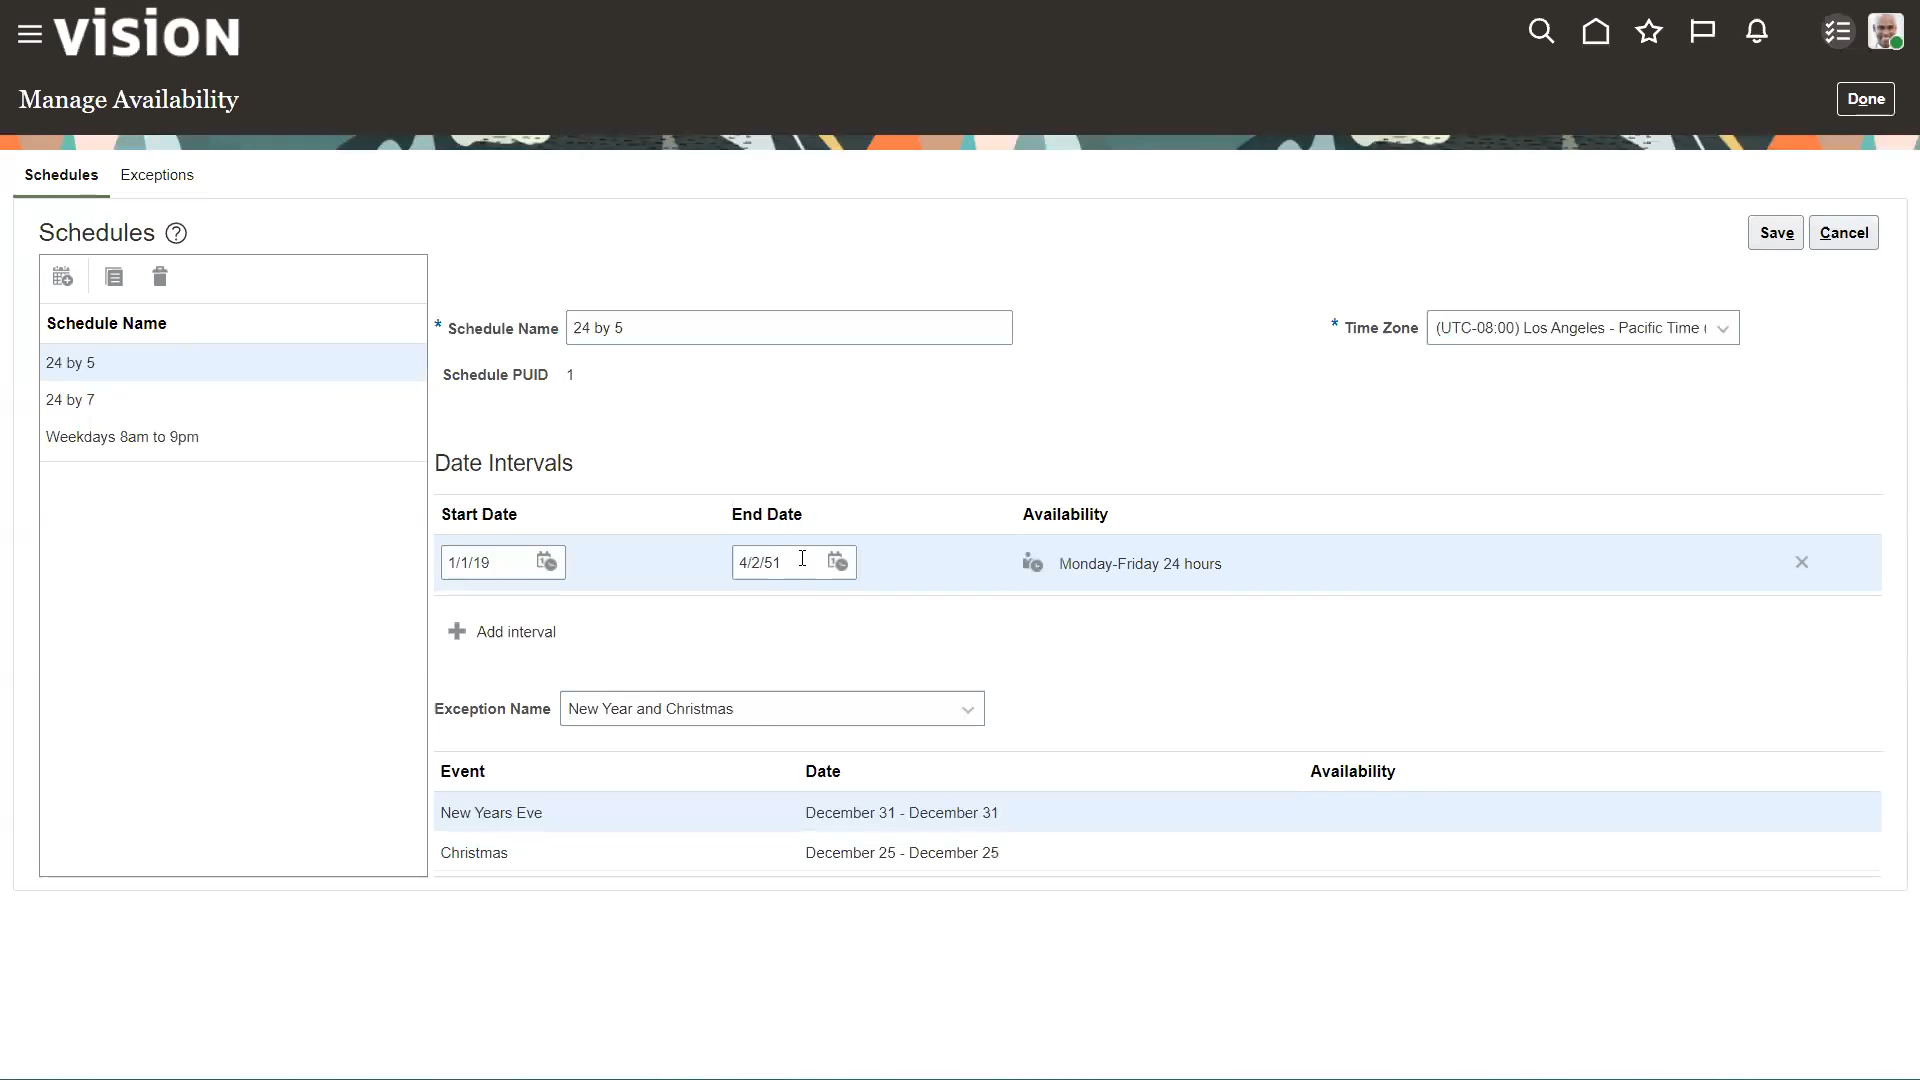 VISION
Manage Availability
Done
Schedules Exceptions
Schedules
Save Cancel
Schedule Name
24 by 5
24 by 7
Weekdays 8am to 9pm
* Schedule Name 24 by 5
* Time Zone (UTC-08:00) Los Angeles - Pacific Time (
Schedule PUID 1
Date Intervals
Start Date End Date Availability
1/1/19 4/2/51 Monday-Friday 24 hours
Add interval
Exception Name New Year and Christmas
Event Date Availability
New Years Eve December 31 - December 31
Christmas December 25 - December 25